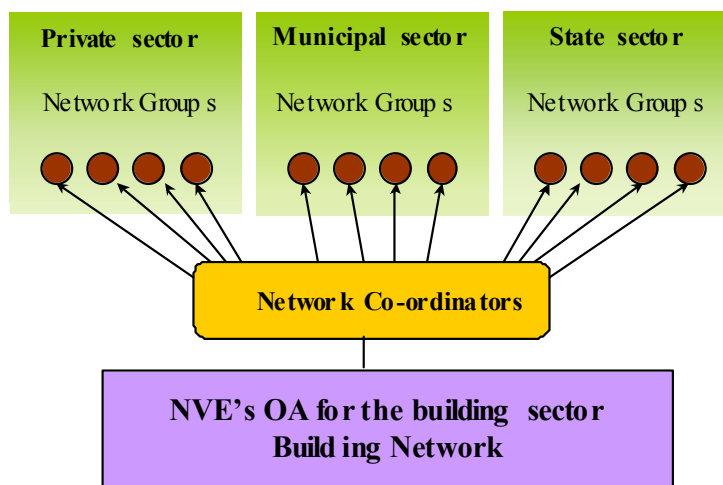 Private sector
Network Groups
Municipal sector
Network Groups
State sector
Network Groups
Network Co-ordinators
NVE's OA for the building sector
Building Network